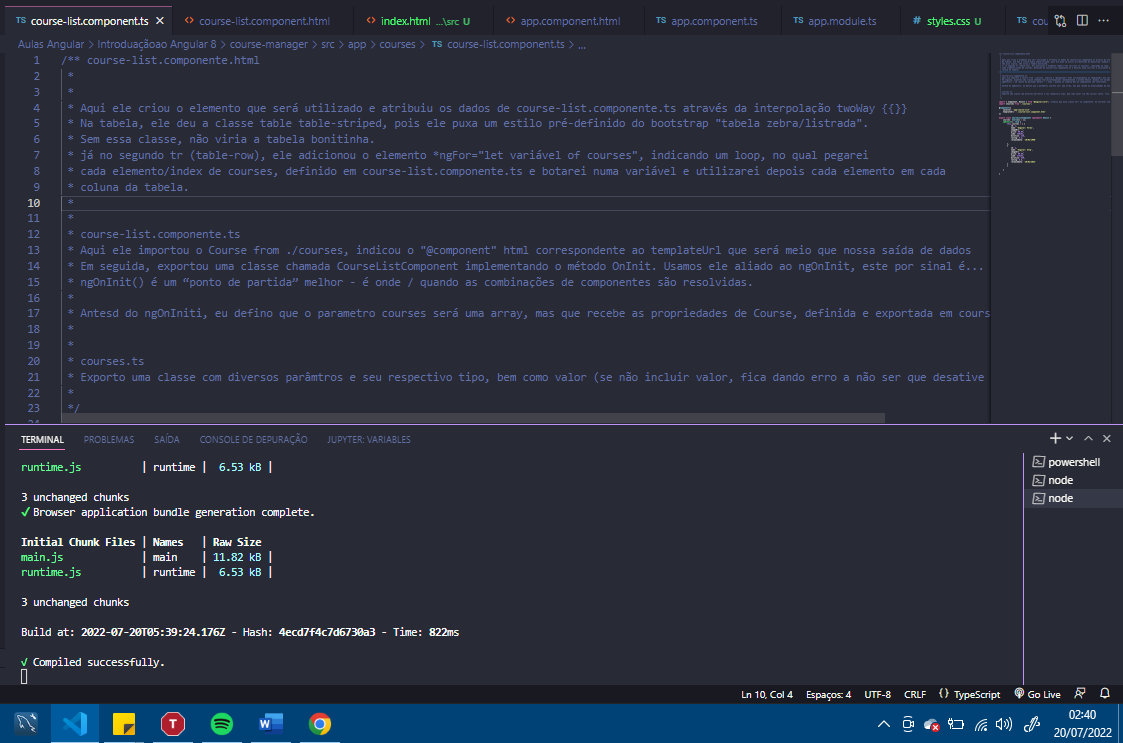 TS course-list.component.ts × <> course-list.component.html <> index.html ...\src U <> app.component.html TS app.component.ts TS app.module.ts # styles.css U TS cou ...
Aulas Angular > Introduaçãoao Angular 8 > course-manager > src > app > courses > TS course-list.component.ts > ...
1 /** course-list.componente.html
2 *
3 *
4 * Aqui ele criou o elemento que será utilizado e atribuiu os dados de course-list.componente.ts através da interpolação twoWay {{}}
5 * Na tabela, ele deu a classe table table-striped, pois ele puxa um estilo pré-definido do bootstrap "tabela zebra/listrada".
6 * Sem essa classe, não viria a tabela bonitinha.
7 * já no segundo tr (table-row), ele adicionou o elemento *ngFor="let variável of courses", indicando um loop, no qual pegarei
8 * cada elemento/index de courses, definido em course-list.componente.ts e botarei numa variável e utilizarei depois cada elemento em cada
9 * coluna da tabela.
10 *
11 *
12 * course-list.componente.ts
13 * Aqui ele importou o Course from ./courses, indicou o "@component" html correspondente ao templateUrl que será meio que nossa saída de dados
14 * Em seguida, exportou uma classe chamada CourseListComponent implementando o método OnInit. Usamos ele aliado ao ngOnInit, este por sinal é...
15 * ngOnInit() é um “ponto de partida” melhor - é onde / quando as combinações de componentes são resolvidas.
16 *
17 * Antesd do ngOnIniti, eu defino que o parametro courses será uma array, mas que recebe as propriedades de Course, definida e exportada em cours
18 *
19 *
20 * courses.ts
21 * Exporto uma classe com diversos parâmtros e seu respectivo tipo, bem como valor (se não incluir valor, fica dando erro a não ser que desative
22 *
23 */
TERMINAL PROBLEMAS SAÍDA CONSOLE DE DEPURAÇÃO JUPYTER: VARIABLES
runtime.js | runtime | 6.53 kB |
powershell
node
node
3 unchanged chunks
✓ Browser application bundle generation complete.
Initial Chunk Files | Names | Raw Size
main.js | main | 11.82 kB |
runtime.js | runtime | 6.53 kB |
3 unchanged chunks
Build at: 2022-07-20T05:39:24.176Z - Hash: 4ecd7f4c7d6730a3 - Time: 822ms
√ Compiled successfully.
Ln 10, Col 4 Espaços: 4 UTF-8 CRLF {} TypeScript Go Live
T W
02:40
20/07/2022